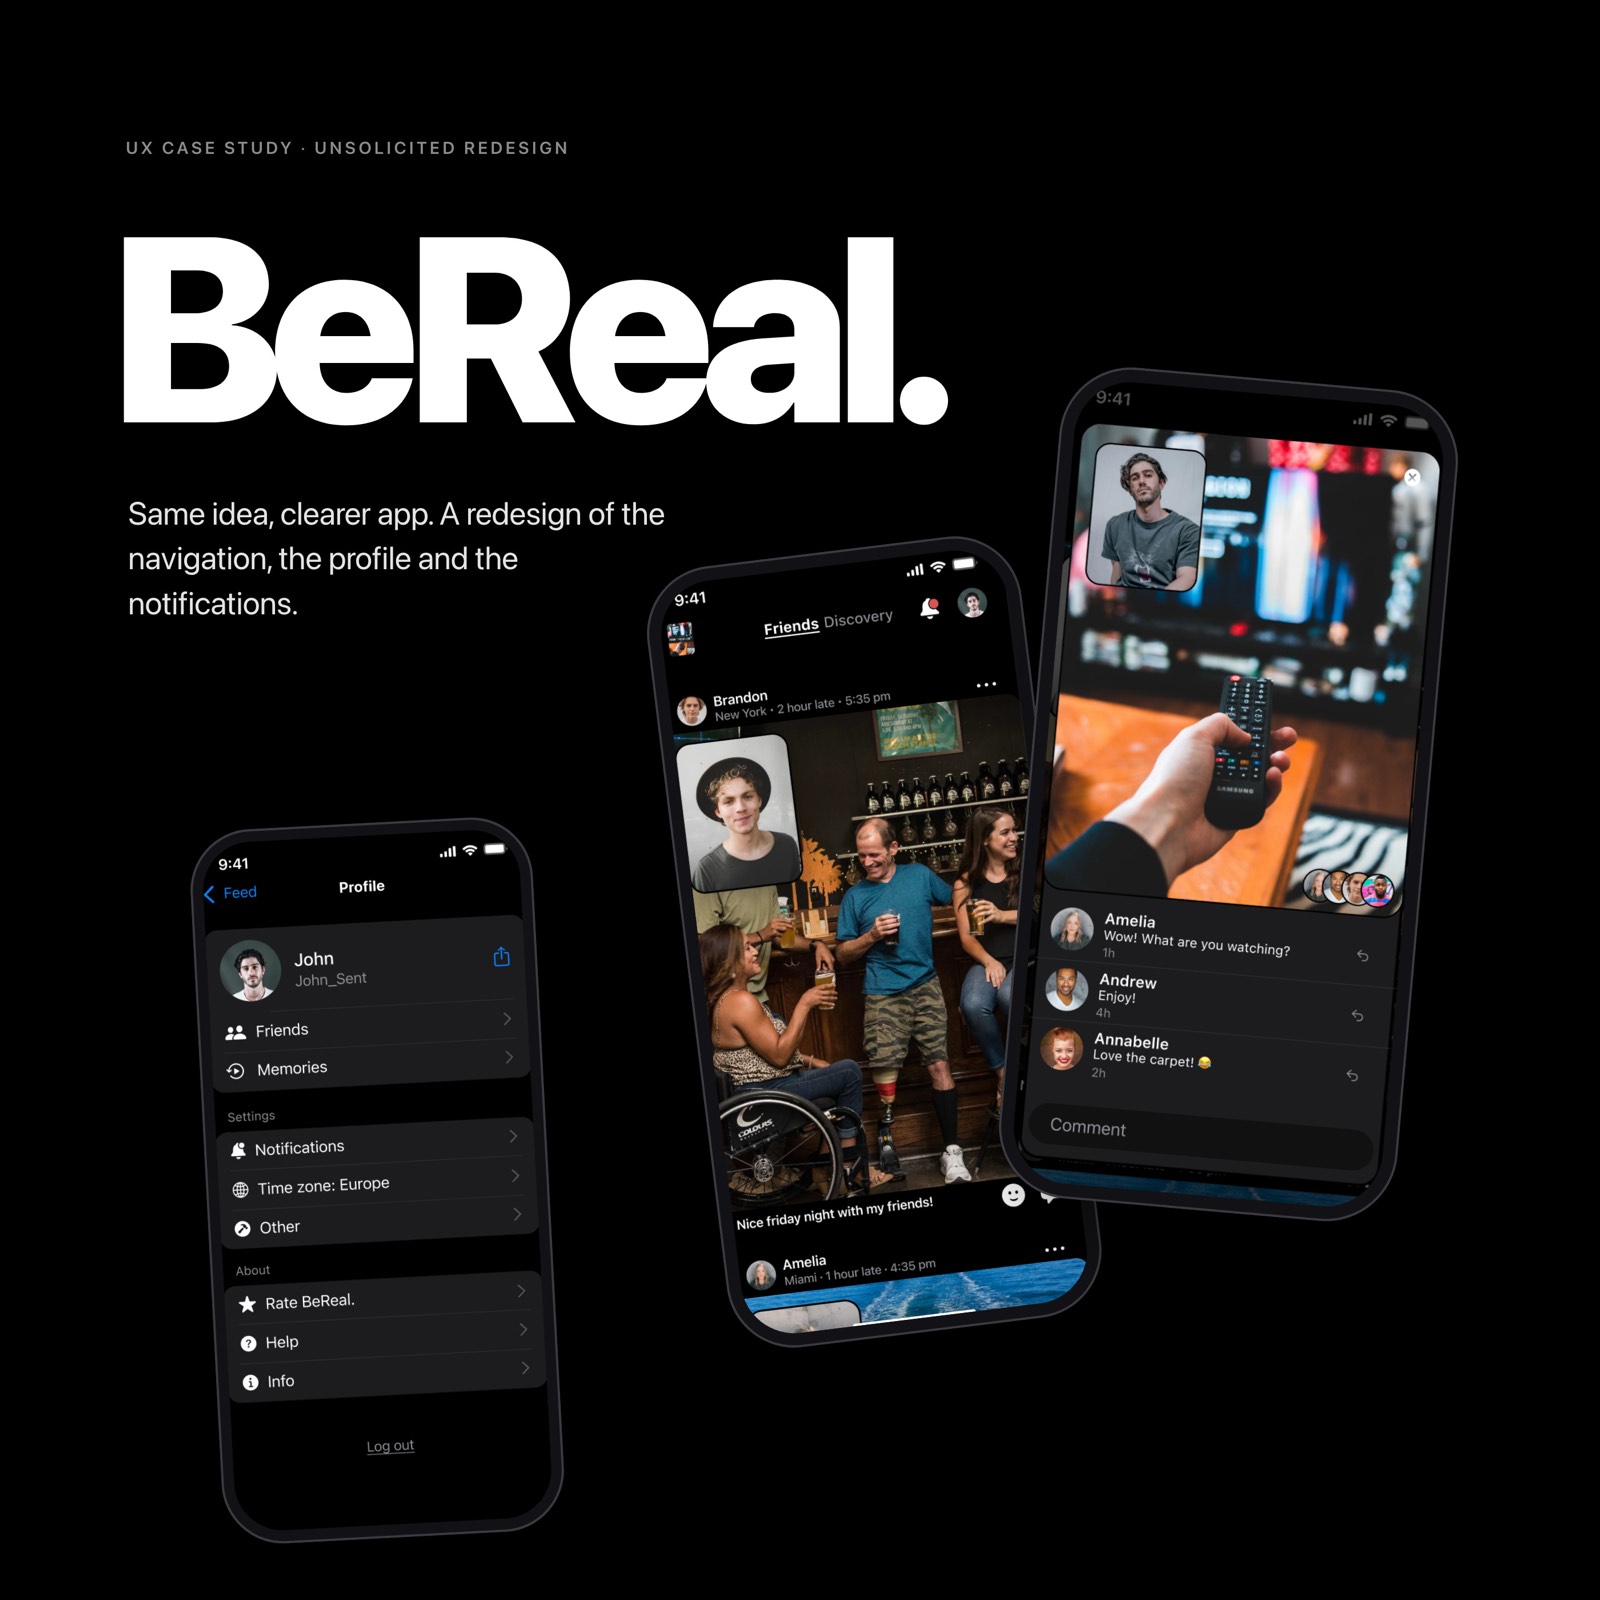 UX CASE STUDY · UNSOLICITED REDESIGN
BeReal.
Same idea, clearer app. A redesign of the
navigation, the profile and the
notifications.
9:41
Feed
Profile
John
John_Sent
Friends
Memories
Settings
Notifications
Time zone: Europe
Other
About
Rate BeReal.
Help
Info
Log out
9:41
Friends Discovery
Brandon
New York • 2 hour late • 5:35 pm
COLOURS
Nice friday night with my friends!
Amelia
Miami • 1 hour late • 4:35 pm
9:41
SAMSUNG
Amelia
Wow! What are you watching?
1h
Andrew
Enjoy!
4h
Annabelle
Love the carpet! 😂
2h
Comment